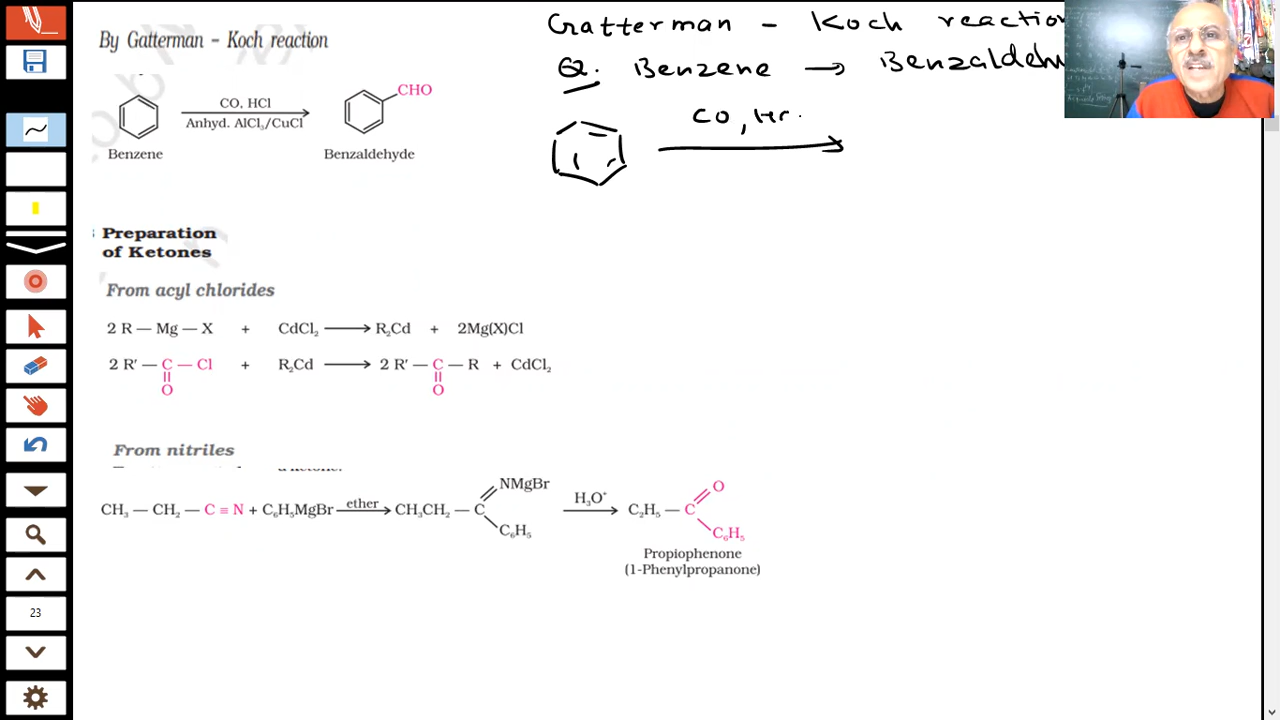 By Gatterman – Koch reaction
CO, HCl
CHO
Anhyd. AlCl₃/CuCl
Benzene
Benzaldehyde
Gatterman – Koch reaction
Q. Benzene → Benzaldeh
CO, H
Preparation
of Ketones
From acyl chlorides
2 R — Mg — X + CdCl₂ ⟶ R₂Cd + 2Mg(X)Cl
2 R′ — C — Cl + R₂Cd ⟶ 2 R′ — C — R + CdCl₂
O O
From nitriles
NMgBr
O
CH₃ — CH₂ — C ≡ N + C₆H₅MgBr ether CH₃CH₂ — C H₃O⁺ C₂H₅ — C
C₆H₅ C₆H₅
Propiophenone
(1-Phenylpropanone)
23